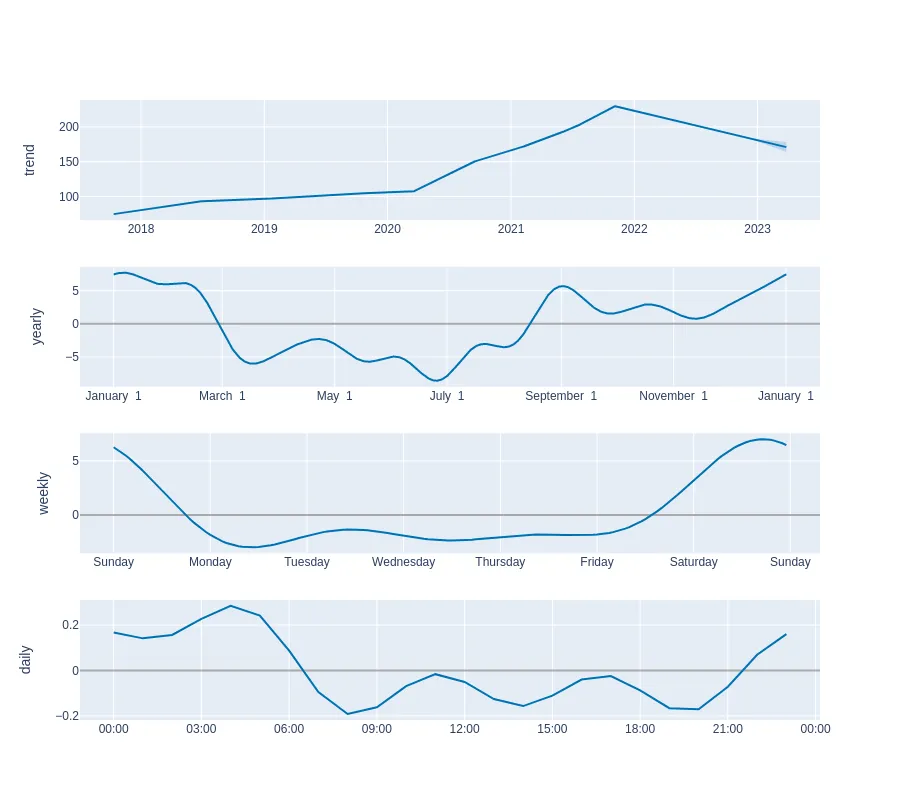 trend
200
150
100
2018 2019 2020 2021 2022 2023
yearly
5
0
−5
January 1 March 1 May 1 July 1 September 1 November 1 January 1
weekly
5
0
Sunday Monday Tuesday Wednesday Thursday Friday Saturday Sunday
daily
0.2
0
−0.2
00:00 03:00 06:00 09:00 12:00 15:00 18:00 21:00 00:00